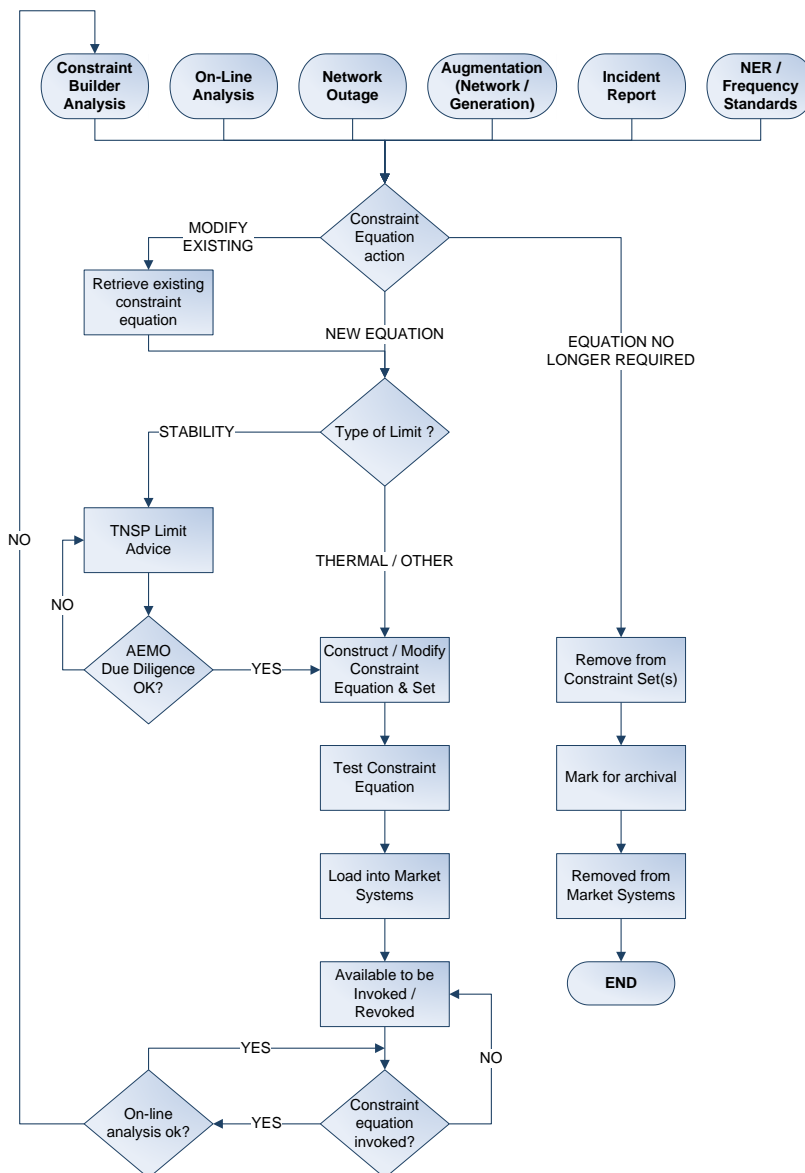 Constraint
Builder
Analysis
On-Line
Analysis
Network
Outage
Augmentation
(Network /
Generation)
Incident
Report
NER /
Frequency
Standards
Constraint
Equation
action
MODIFY
EXISTING
Retrieve existing
constraint
equation
NEW EQUATION
EQUATION NO
LONGER REQUIRED
Type of Limit ?
STABILITY
TNSP Limit
Advice
NO
NO
THERMAL / OTHER
AEMO
Due Diligence
OK?
YES
Construct / Modify
Constraint
Equation & Set
Remove from
Constraint Set(s)
Test Constraint
Equation
Mark for archival
Load into Market
Systems
Removed from
Market Systems
Available to be
Invoked /
Revoked
END
YES
NO
On-line
analysis ok?
YES
Constraint
equation
invoked?